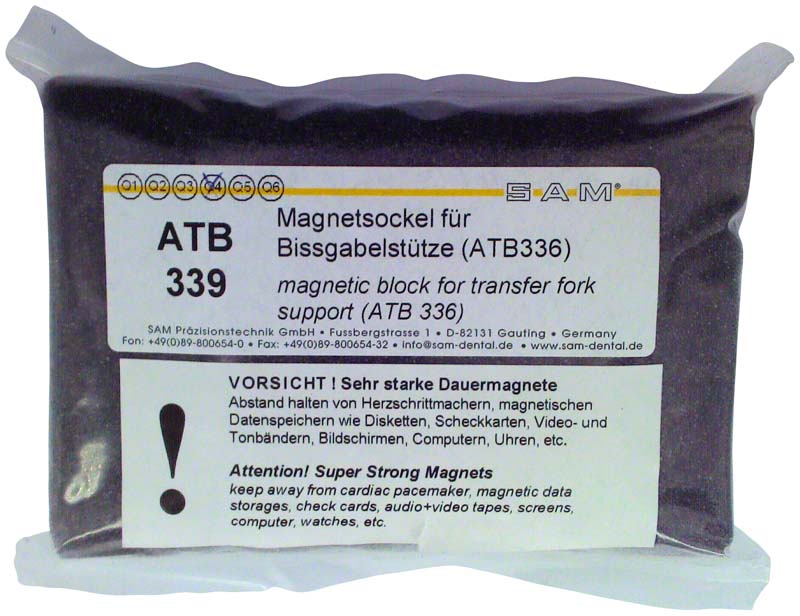 Q1 Q2 Q3 Q4 Q5 Q6 SAM®
ATB
339
Magnetsockel für
Bissgabelstütze (ATB336)
magnetic block for transfer fork
support (ATB 336)
SAM Präzisionstechnik GmbH • Fussbergstrasse 1 • D-82131 Gauting • Germany
Fon: +49(0)89-800654-0 • Fax: +49(0)89-800654-32 • info@sam-dental.de • www.sam-dental.de
!
VORSICHT ! Sehr starke Dauermagnete
Abstand halten von Herzschrittmachern, magnetischen
Datenspeichern wie Disketten, Scheckkarten, Video- und
Tonbändern, Bildschirmen, Computern, Uhren, etc.
Attention! Super Strong Magnets
keep away from cardiac pacemaker, magnetic data
storages, check cards, audio+video tapes, screens,
computer, watches, etc.